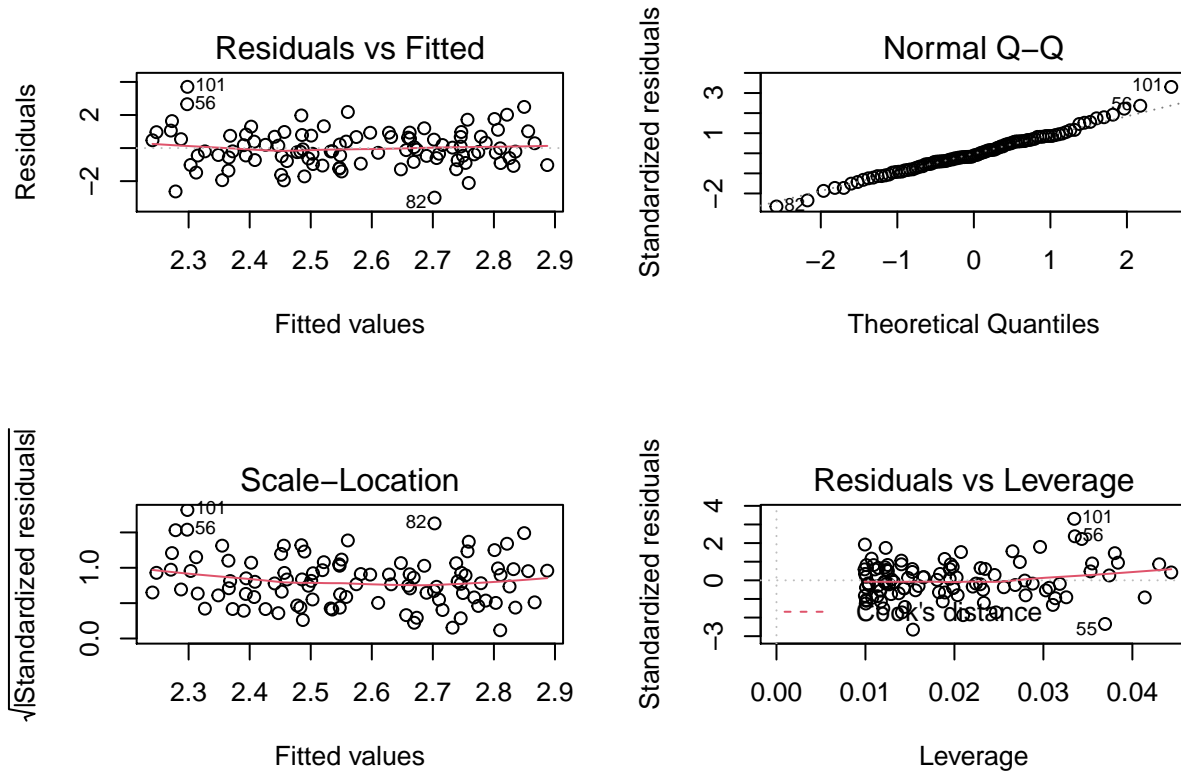 Residuals vs Fitted
Residuals
2
−2
101
56
82
2.3 2.4 2.5 2.6 2.7 2.8 2.9
Fitted values
Normal Q−Q
Standardized residuals
3
1
−2
101
56
82
−2 −1 0 1 2
Theoretical Quantiles
Scale−Location
√|Standardized residuals|
1.0
0.0
101
56
82
2.3 2.4 2.5 2.6 2.7 2.8 2.9
Fitted values
Residuals vs Leverage
Standardized residuals
4
2
0
−3
101
56
Cook's distance
55
0.00 0.01 0.02 0.03 0.04
Leverage